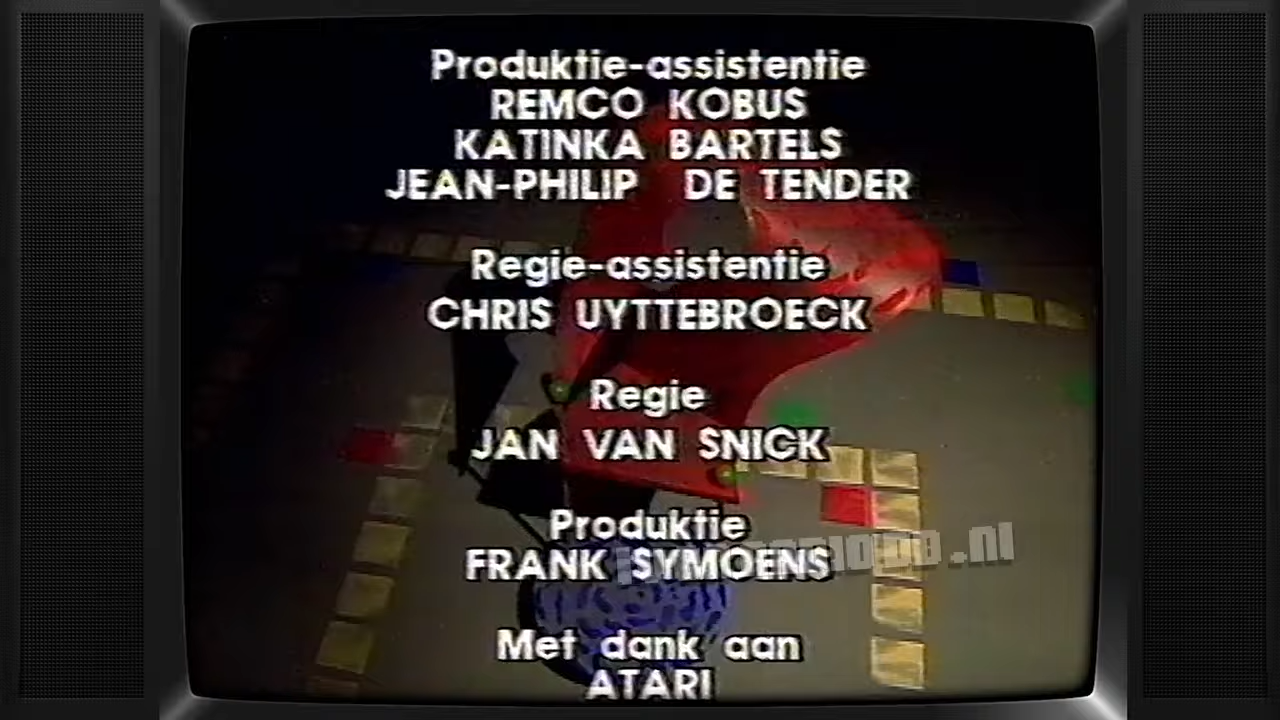 Produktie-assistentie
REMCO KOBUS
KATINKA BARTELS
JEAN-PHILIP DE TENDER
Regie-assistentie
CHRIS UYTTEBROECK
Regie
JAN VAN SNICK
Produktie
FRANK SYMOENS
Met dank aan
ATARI